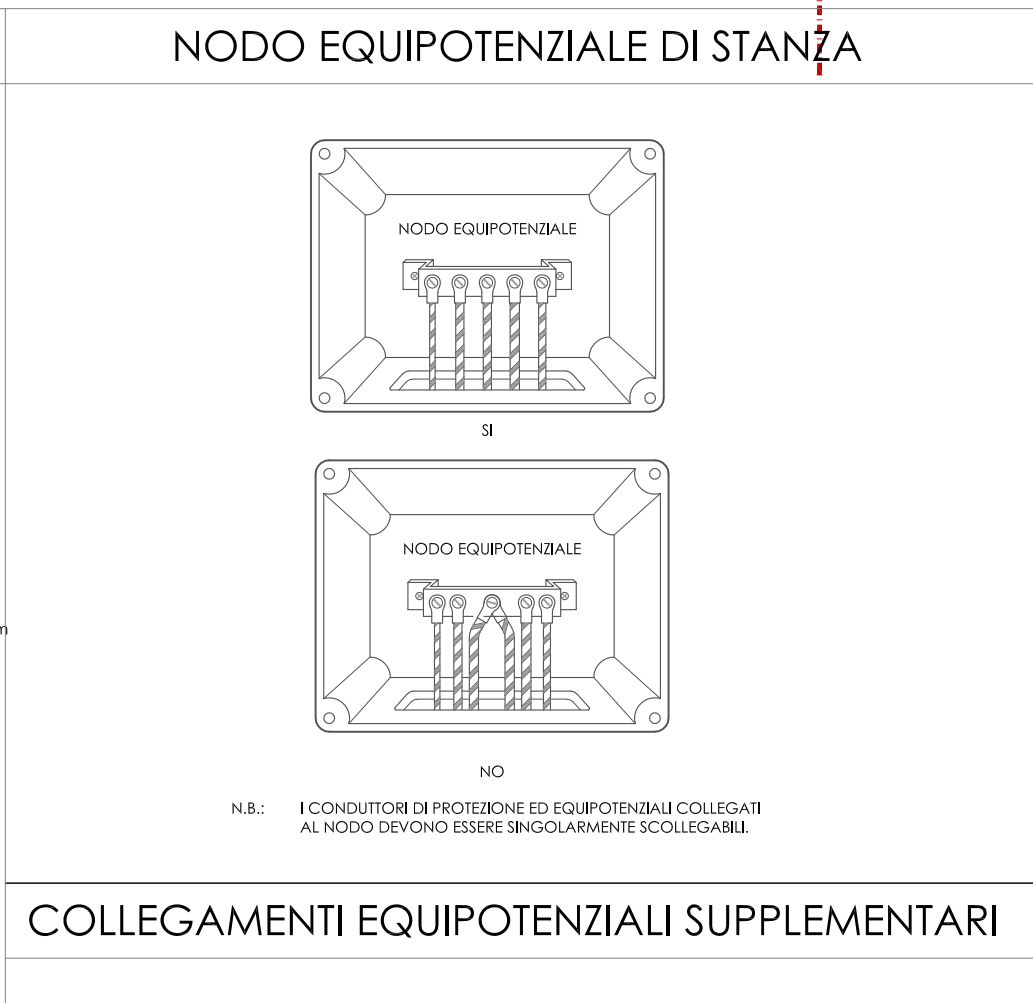 NODO EQUIPOTENZIALE DI STANZA
NODO EQUIPOTENZIALE
SI
NODO EQUIPOTENZIALE
m
NO
N.B.: I CONDUTTORI DI PROTEZIONE ED EQUIPOTENZIALI COLLEGATI
AL NODO DEVONO ESSERE SINGOLARMENTE SCOLLEGABILI.
COLLEGAMENTI EQUIPOTENZIALI SUPPLEMENTARI